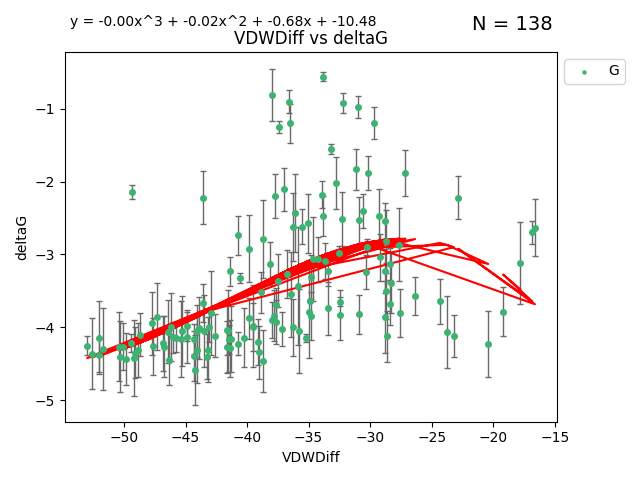 y = -0.00x^3 + -0.02x^2 + -0.68x + -10.48
N = 138
VDWDiff vs deltaG
G
deltaG
−1
−2
−3
−4
−5
−50
−45
−40
−35
−30
−25
−20
−15
VDWDiff